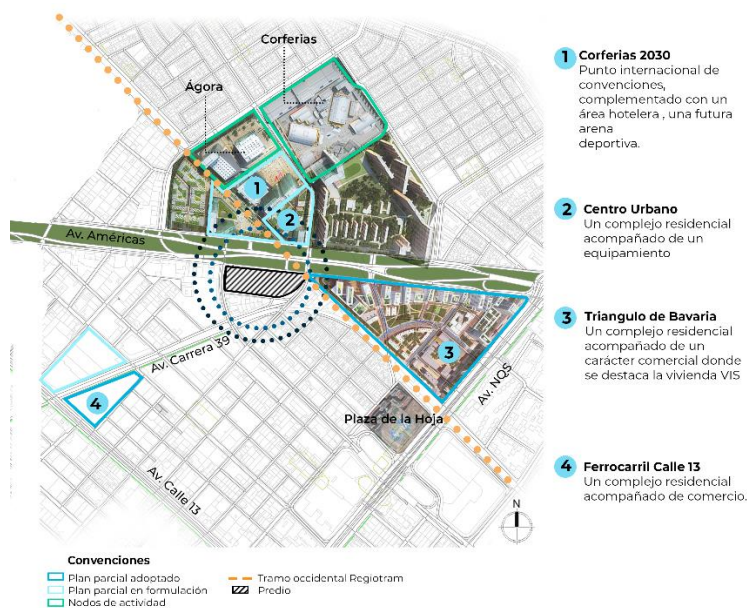 Corferias
Ágora
1
2
Av. Américas
3
Av. Carrera 39
Av. NQS
4
Plaza de la Hoja
Av. Calle 13
N
1 Corferias 2030
Punto internacional de
convenciones,
complementado con un
área hotelera , una futura
arena
deportiva.
2 Centro Urbano
Un complejo residencial
acompañado de un
equipamiento
3 Triangulo de Bavaria
Un complejo residencial
acompañado de un
carácter comercial donde
se destaca la vivienda VIS
4 Ferrocarril Calle 13
Un complejo residencial
acompañado de comercio.
Convenciones
Plan parcial adoptado
Plan parcial en formulación
Nodos de actividad
Tramo occidental Regiotram
Predio